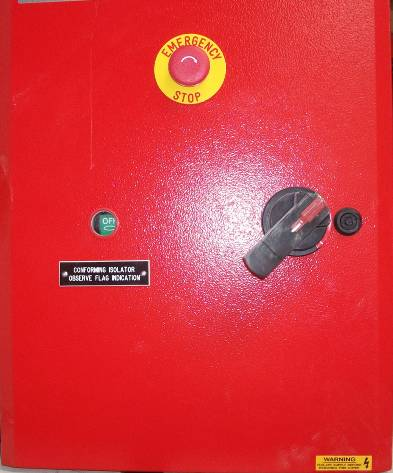 EMERGENCY
STOP
OFF
CONFORMING ISOLATOR
OBSERVE FLAG INDICATION
WARNING